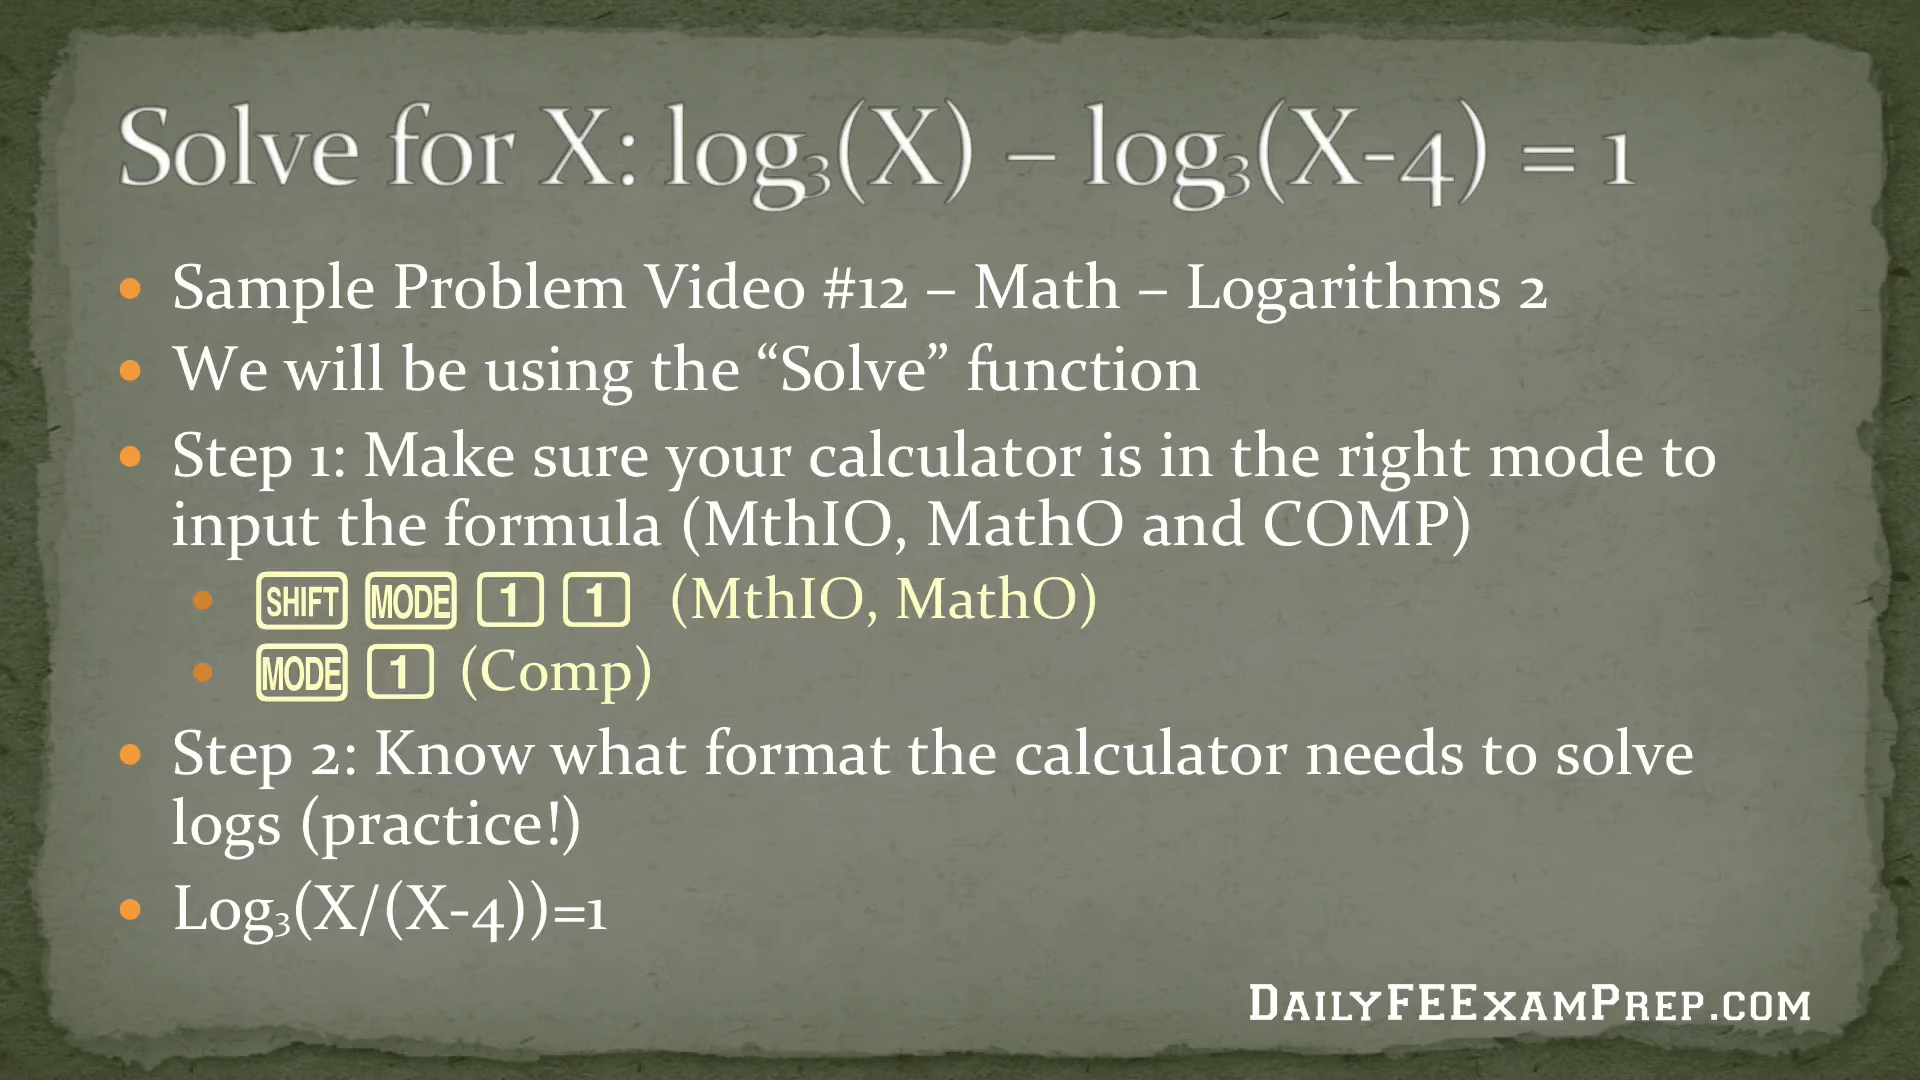 Solve for X: log₃(X) – log₃(X-4) = 1
• Sample Problem Video #12 – Math – Logarithms 2
• We will be using the “Solve” function
• Step 1: Make sure your calculator is in the right mode to
input the formula (MthIO, MathO and COMP)
• SHIFT MODE 1 1 (MthIO, MathO)
• MODE 1 (Comp)
• Step 2: Know what format the calculator needs to solve
logs (practice!)
• Log₃(X/(X-4))=1
DailyFEExamPrep.com